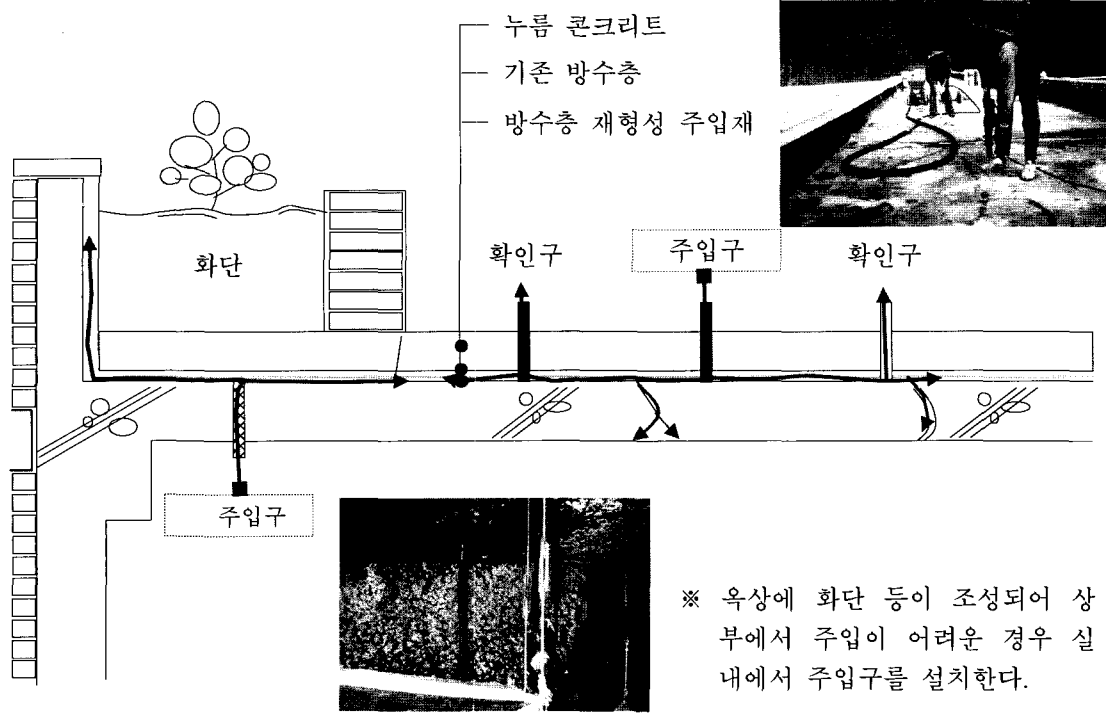 누름 콘크리트
기존 방수층
방수층 재형성 주입재
화단
확인구
주입구
확인구
주입구
※ 옥상에 화단 등이 조성되어 상
부에서 주입이 어려운 경우 실
내에서 주입구를 설치한다.